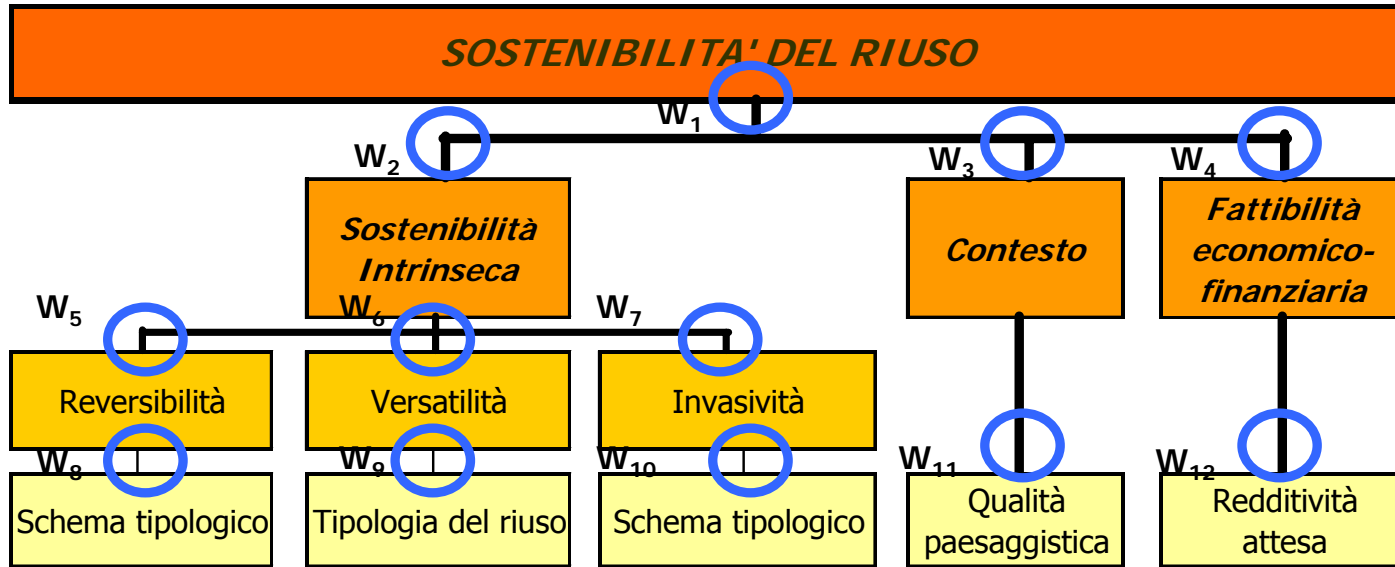 SOSTENIBILITA' DEL RIUSO
W1
W2
W3
W4
Sostenibilità
Intrinseca
Contesto
Fattibilità
economico-
finanziaria
W5
W6
W7
Reversibilità
Versatilità
Invasività
W8
W9
W10
W11
W12
Schema tipologico
Tipologia del riuso
Schema tipologico
Qualità
paesaggistica
Redditività
attesa